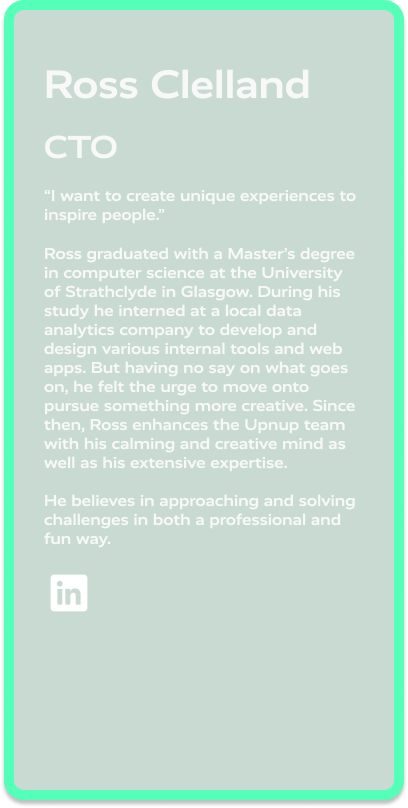 Ross Clelland
CTO
“I want to create unique experiences to
inspire people.”
Ross graduated with a Master’s degree
in computer science at the University
of Strathclyde in Glasgow. During his
study he interned at a local data
analytics company to develop and
design various internal tools and web
apps. But having no say on what goes
on, he felt the urge to move onto
pursue something more creative. Since
then, Ross enhances the Upnup team
with his calming and creative mind as
well as his extensive expertise.
He believes in approaching and solving
challenges in both a professional and
fun way.
in